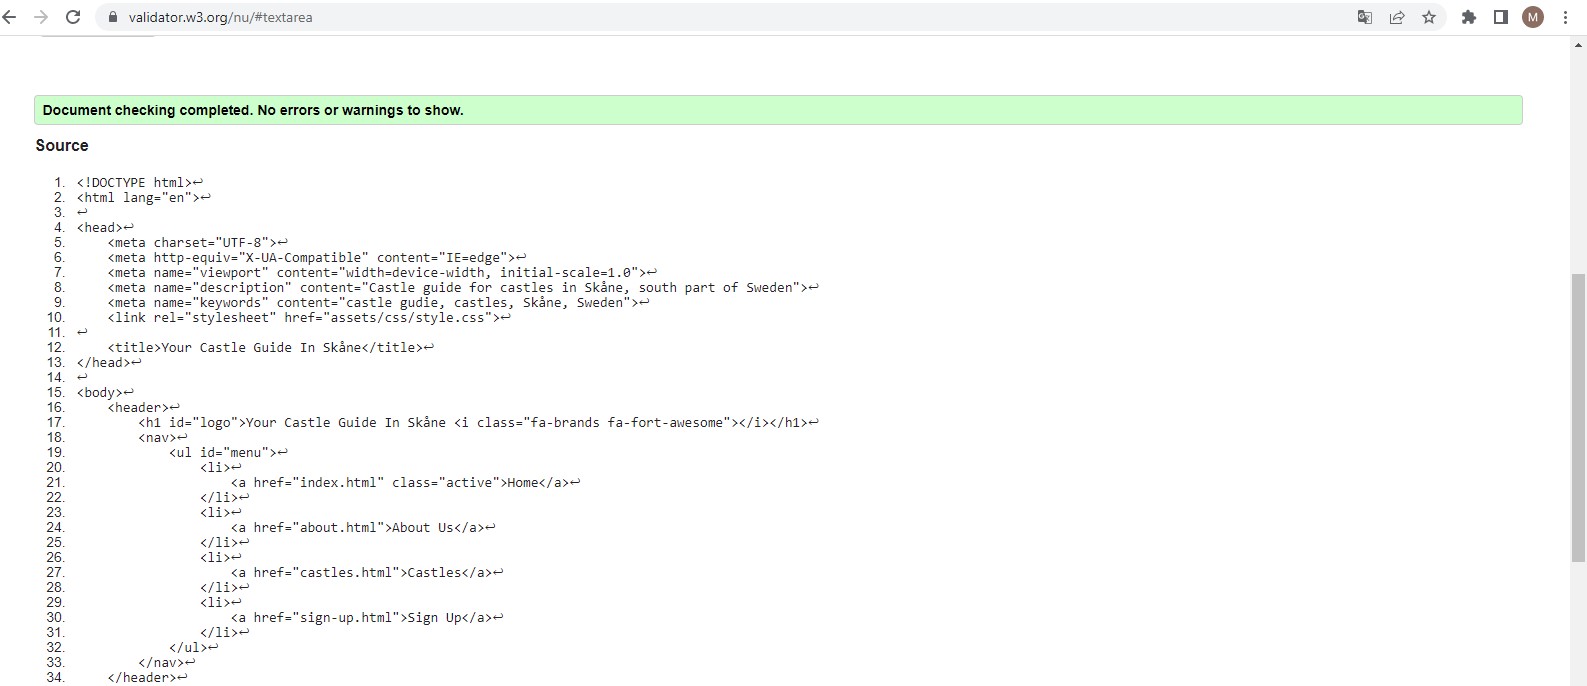 validator.w3.org/nu/#textarea
M
Document checking completed. No errors or warnings to show.
Source
1. <!DOCTYPE html>↩
2. <html lang="en">↩
3. ↩
4. <head>↩
5.     <meta charset="UTF-8">↩
6.     <meta http-equiv="X-UA-Compatible" content="IE=edge">↩
7.     <meta name="viewport" content="width=device-width, initial-scale=1.0">↩
8.     <meta name="description" content="Castle guide for castles in Skåne, south part of Sweden">↩
9.     <meta name="keywords" content="castle gudie, castles, Skåne, Sweden">↩
10.     <link rel="stylesheet" href="assets/css/style.css">↩
11. ↩
12.     <title>Your Castle Guide In Skåne</title>↩
13. </head>↩
14. ↩
15. <body>↩
16.     <header>↩
17.         <h1 id="logo">Your Castle Guide In Skåne <i class="fa-brands fa-fort-awesome"></i></h1>↩
18.         <nav>↩
19.             <ul id="menu">↩
20.                 <li>↩
21.                     <a href="index.html" class="active">Home</a>↩
22.                 </li>↩
23.                 <li>↩
24.                     <a href="about.html">About Us</a>↩
25.                 </li>↩
26.                 <li>↩
27.                     <a href="castles.html">Castles</a>↩
28.                 </li>↩
29.                 <li>↩
30.                     <a href="sign-up.html">Sign Up</a>↩
31.                 </li>↩
32.             </ul>↩
33.         </nav>↩
34.     </header>↩